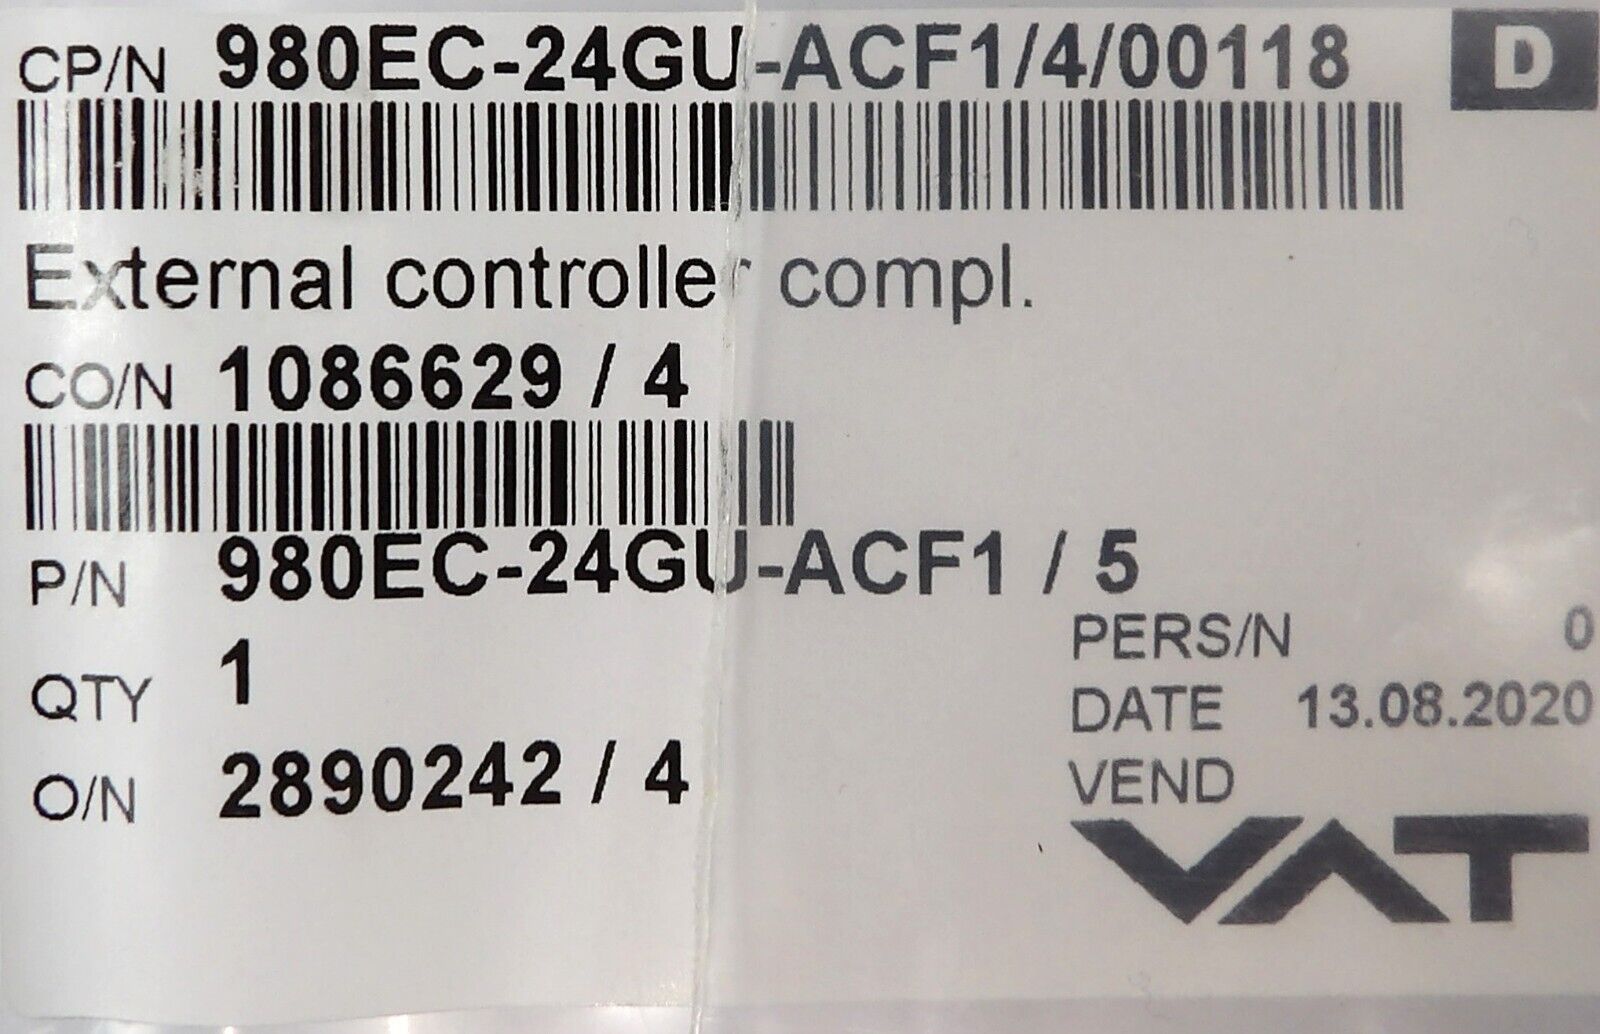 CP/N 980EC-24GU-ACF1/4/00118 D
External controller compl.
CO/N 1086629 / 4
P/N 980EC-24GU-ACF1 / 5
QTY 1
O/N 2890242 / 4
PERS/N 0
DATE 13.08.2020
VEND
VAT